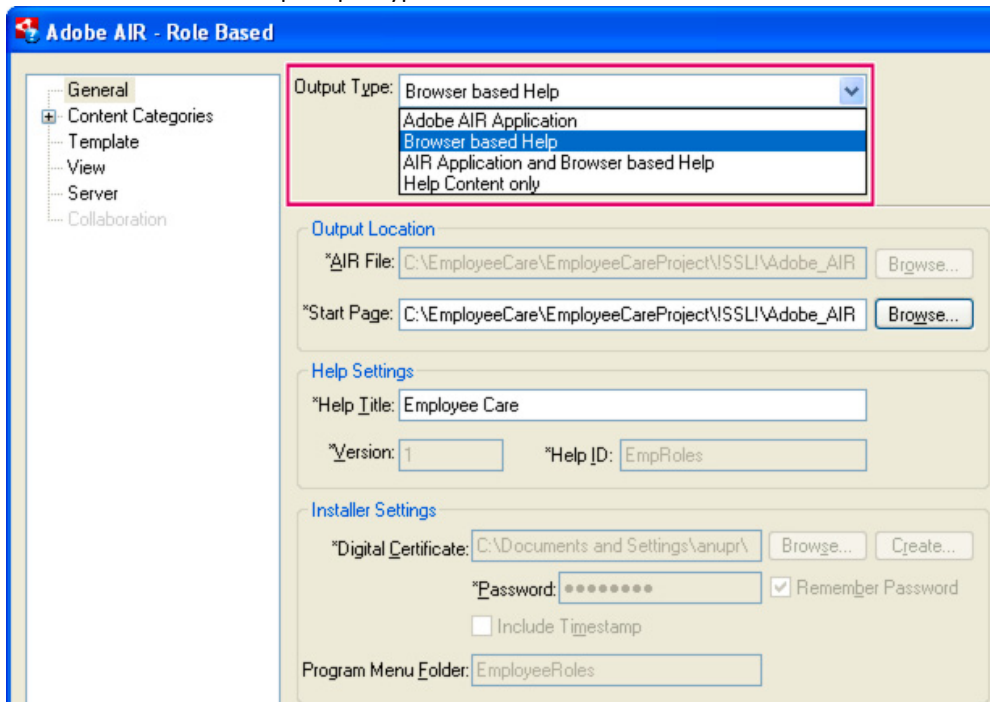 Adobe AIR - Role Based
General
Content Categories
Template
View
Server
Collaboration
Output Type: Browser based Help
Adobe AIR Application
Browser based Help
AIR Application and Browser based Help
Help Content only
Output Location
*AIR File: C:\EmployeeCare\EmployeeCareProject\!SSL!\Adobe_AIR Browse...
*Start Page: C:\EmployeeCare\EmployeeCareProject\!SSL!\Adobe_AIR Browse...
Help Settings
*Help Title: Employee Care
*Version: 1 *Help ID: EmpRoles
Installer Settings
*Digital Certificate: C:\Documents and Settings\anupr\ Browse... Create...
*Password: ●●●●●●●● Remember Password
Include Timestamp
Program Menu Folder: EmployeeRoles